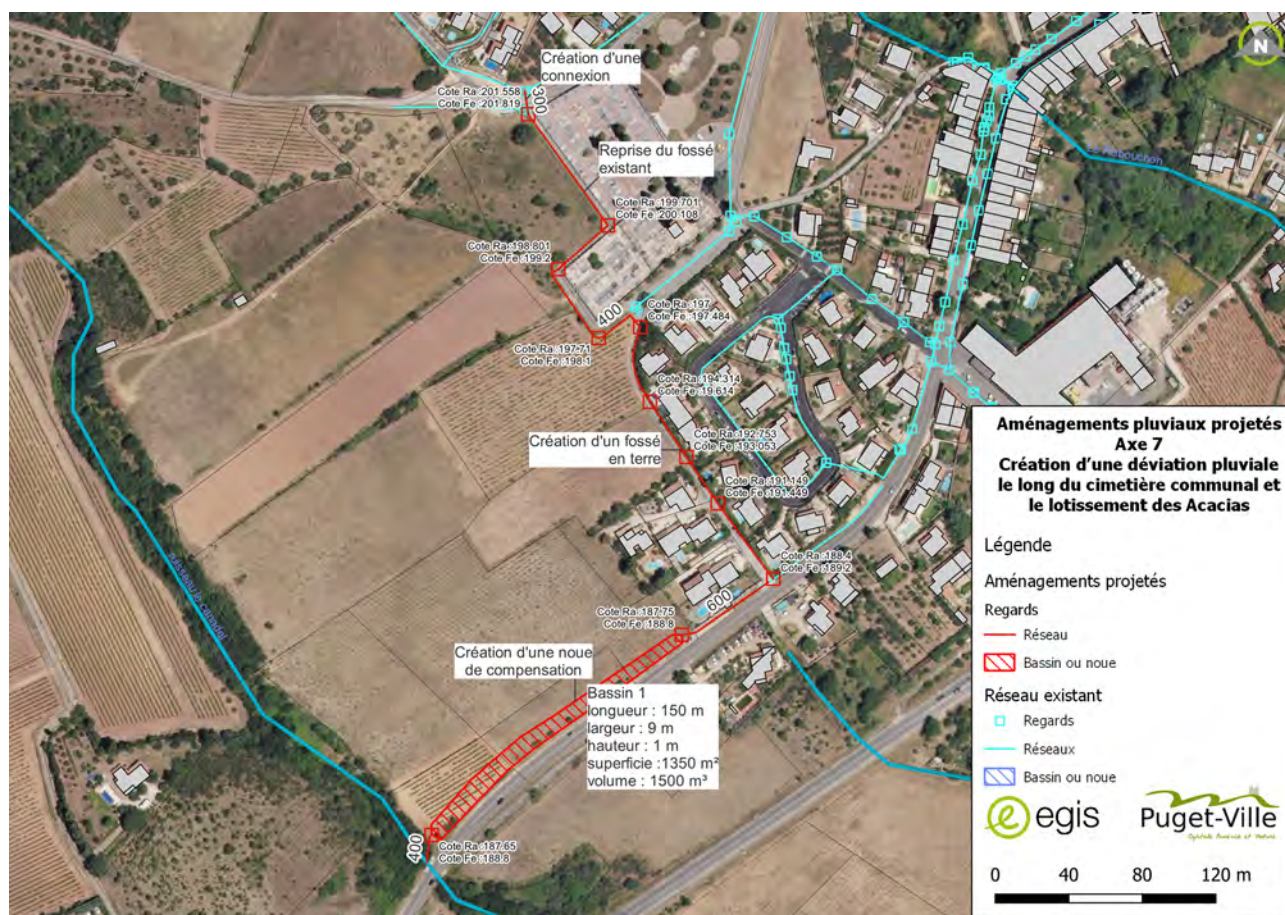 Création d'une
connexion
Cote Ra :201.558
Cote Fe :201.819
300
N
Reprise du fossé
existant
Cote Ra :199.701
Cote Fe :200.108
Cote Ra :198.801
Cote Fe :199.2
400
Cote Ra :197
Cote Fe :197.484
Cote Ra :197.71
Cote Fe :198.1
Cote Ra :194.314
Cote Fe :19.614
Création d'un fossé
en terre
Cote Ra :192.753
Cote Fe :193.053
Cote Ra :191.149
Cote Fe :191.449
Cote Ra :188.4
Cote Fe :189.2
600
Cote Ra :187.75
Cote Fe :188.8
Création d'une noue
de compensation
Bassin 1
longueur : 150 m
largeur : 9 m
hauteur : 1 m
superficie :1350 m²
volume : 1500 m³
400
Cote Ra :187.65
Cote Fe :188.8
Aménagements pluviaux projetés
Axe 7
Création d'une déviation pluviale
le long du cimetière communal et
le lotissement des Acacias
Légende
Aménagements projetés
Regards
Réseau
Bassin ou noue
Réseau existant
Regards
Réseaux
Bassin ou noue
egis
Puget-Ville
0 40 80 120 m